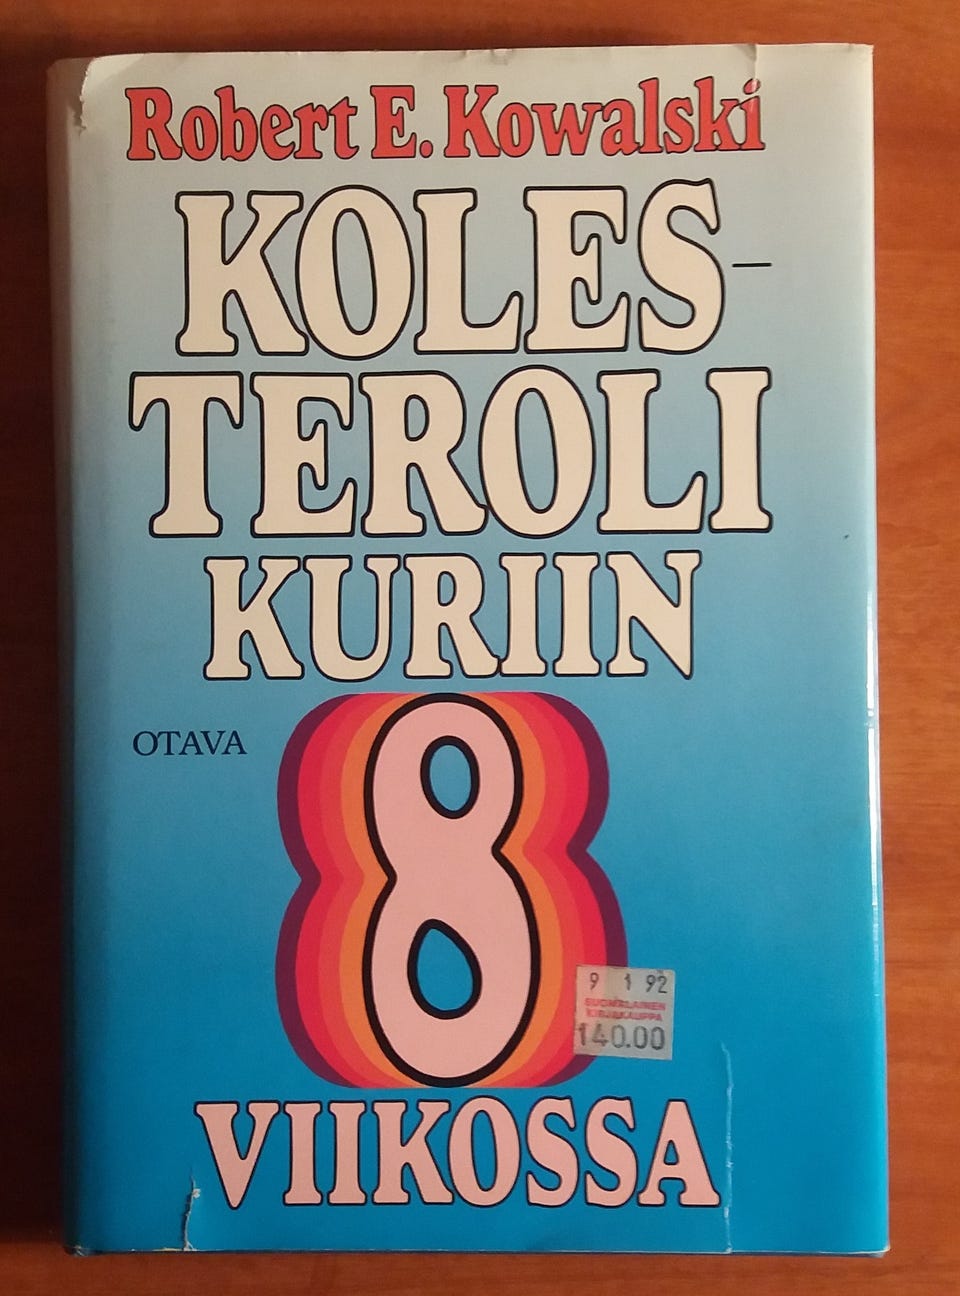 Robert E. Kowalski
KOLES-
TEROLI
KURIIN
OTAVA
8
9 1 92
SUOMALAINEN
KIRJAKAUPPA
140.00
VIIKOSSA